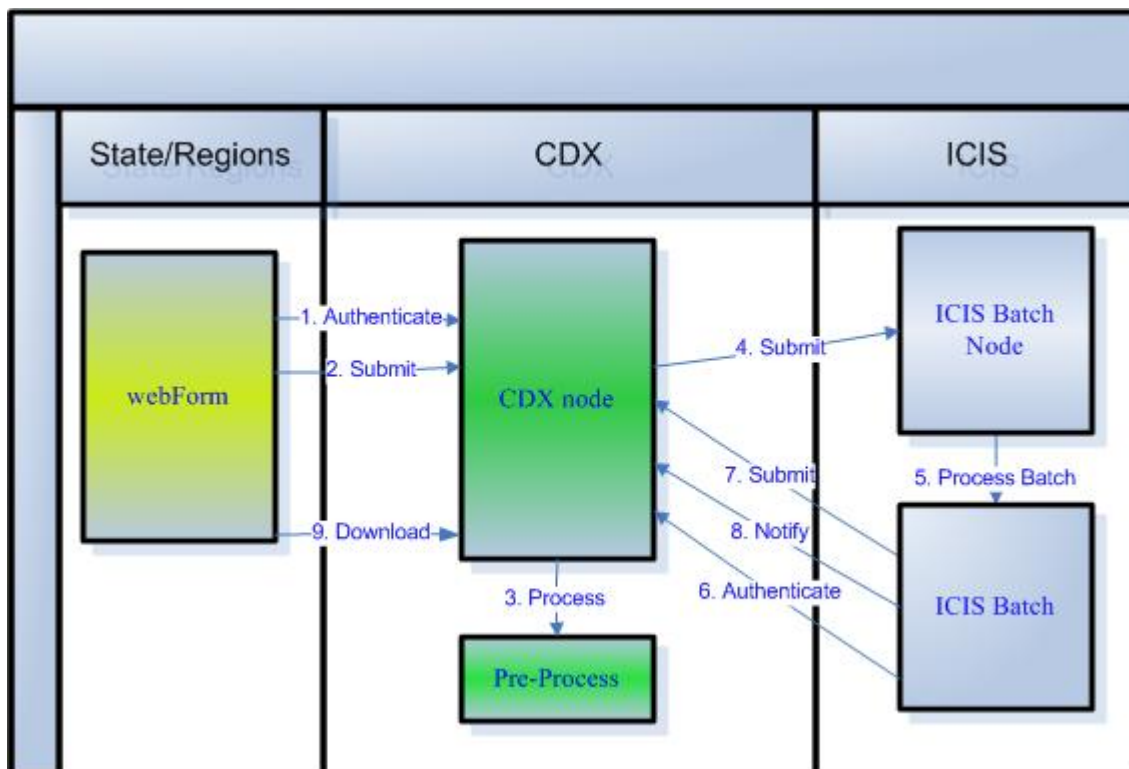 State/Regions
CDX
ICIS
webForm
1. Authenticate
2. Submit
9. Download
CDX node
3. Process
Pre-Process
4. Submit
ICIS Batch
Node
5. Process Batch
7. Submit
8. Notify
6. Authenticate
ICIS Batch